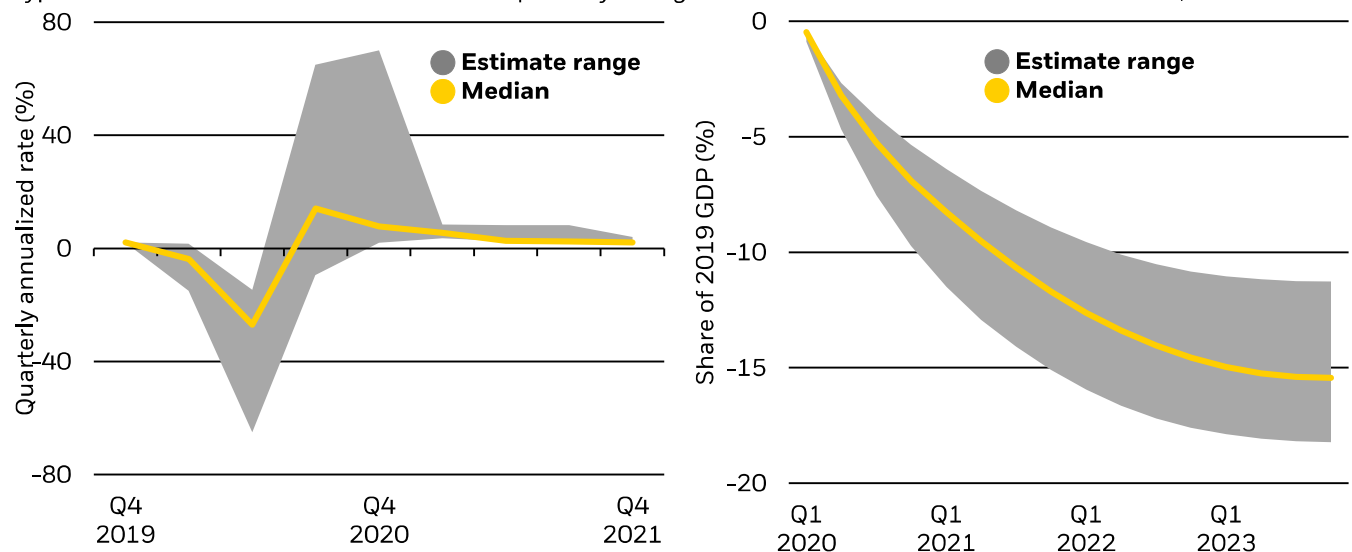 80
40
0
-40
-80
Quarterly annualized rate (%)
Estimate range
Median
Q4
2019
Q4
2020
Q4
2021
0
-5
-10
-15
-20
Share of 2019 GDP (%)
Estimate range
Median
Q1
2020
Q1
2021
Q1
2022
Q1
2023